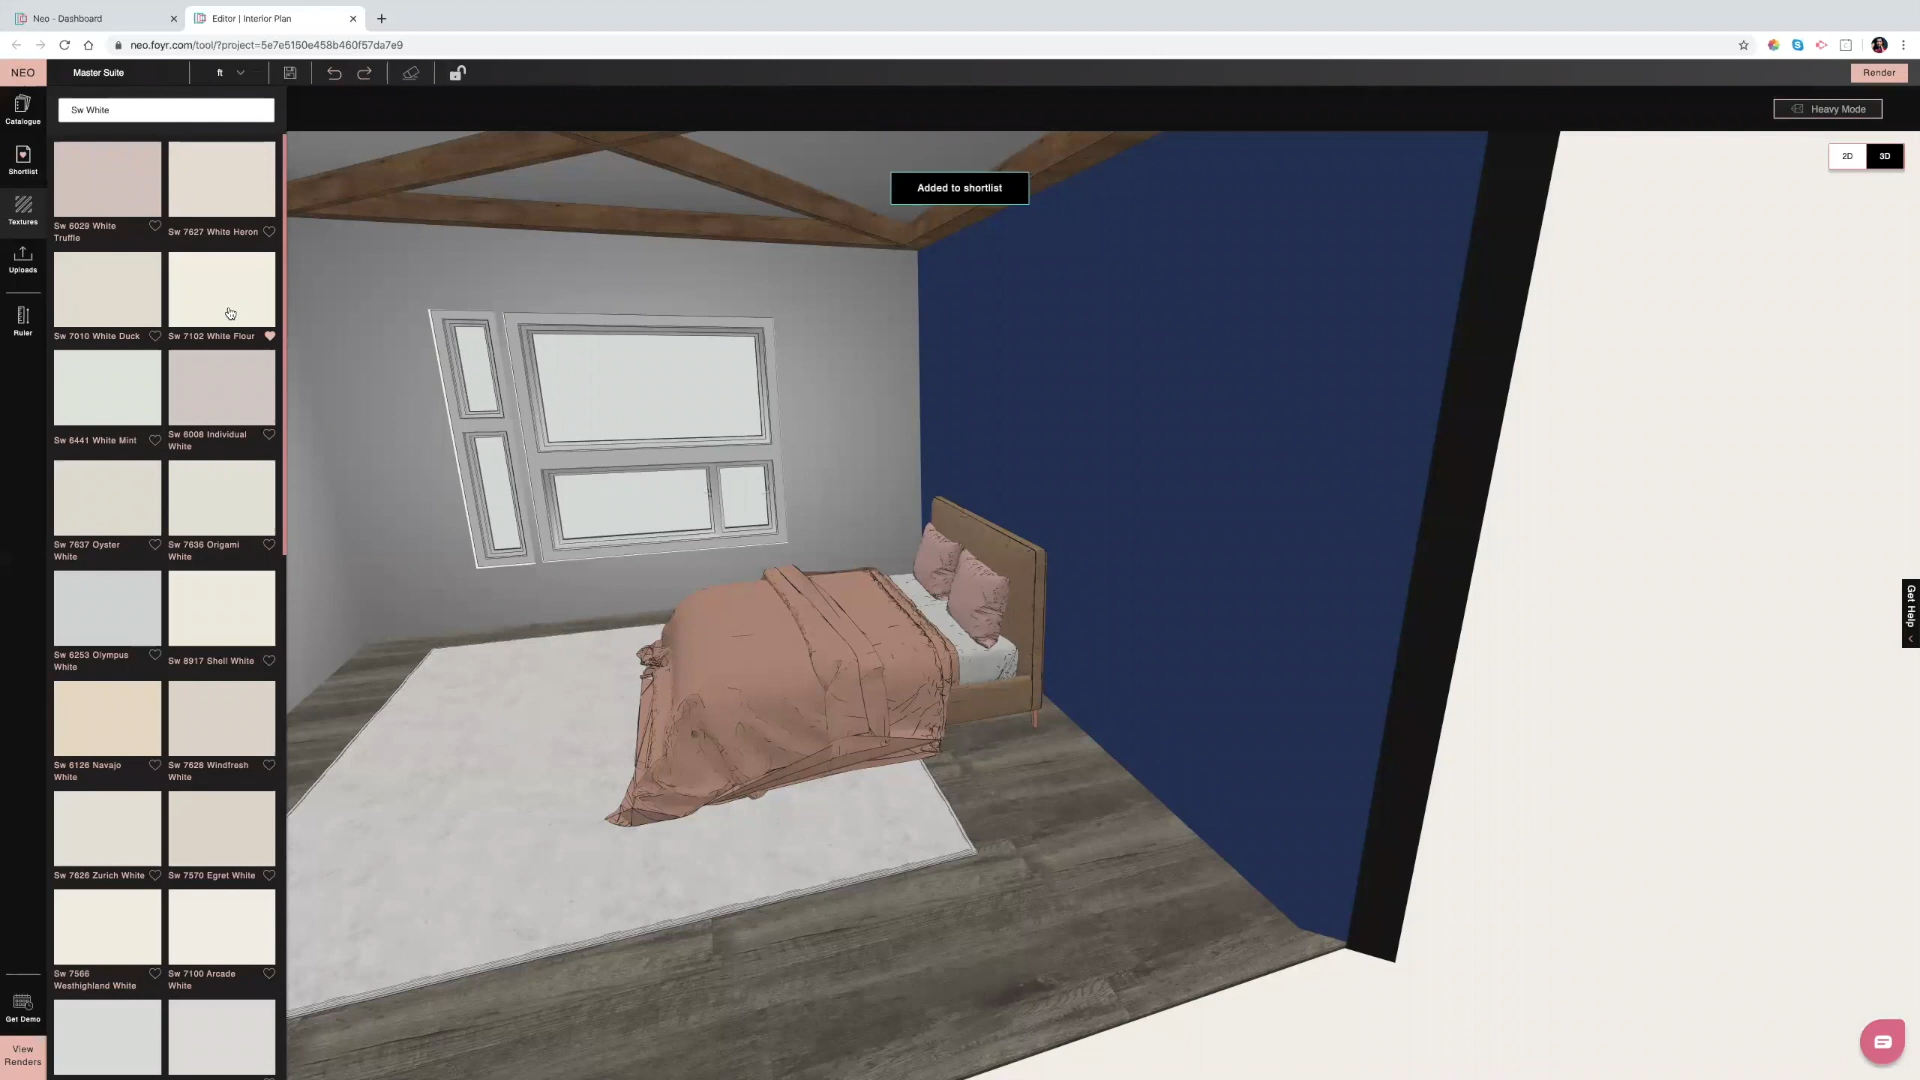 Neo - Dashboard
Editor | Interior Plan
neo.foyr.com/tool/?project=5e7e5150e458b460f57da7e9
NEO
Master Suite
ft
Render
Catalogue
Sw White
Heavy Mode
2D
3D
Added to shortlist
Shortlist
Textures
Uploads
Ruler
Sw 6029 White
Truffle
Sw 7627 White Heron
Sw 7010 White Duck
Sw 7102 White Flour
Sw 6441 White Mint
Sw 6008 Individual
White
Sw 7637 Oyster
White
Sw 7636 Origami
White
Sw 6253 Olympus
White
Sw 8917 Shell White
Sw 6126 Navajo
White
Sw 7628 Windfresh
White
Sw 7626 Zurich White
Sw 7570 Egret White
Sw 7566
Westhighland White
Sw 7100 Arcade
White
Get Help
Get Demo
View
Renders